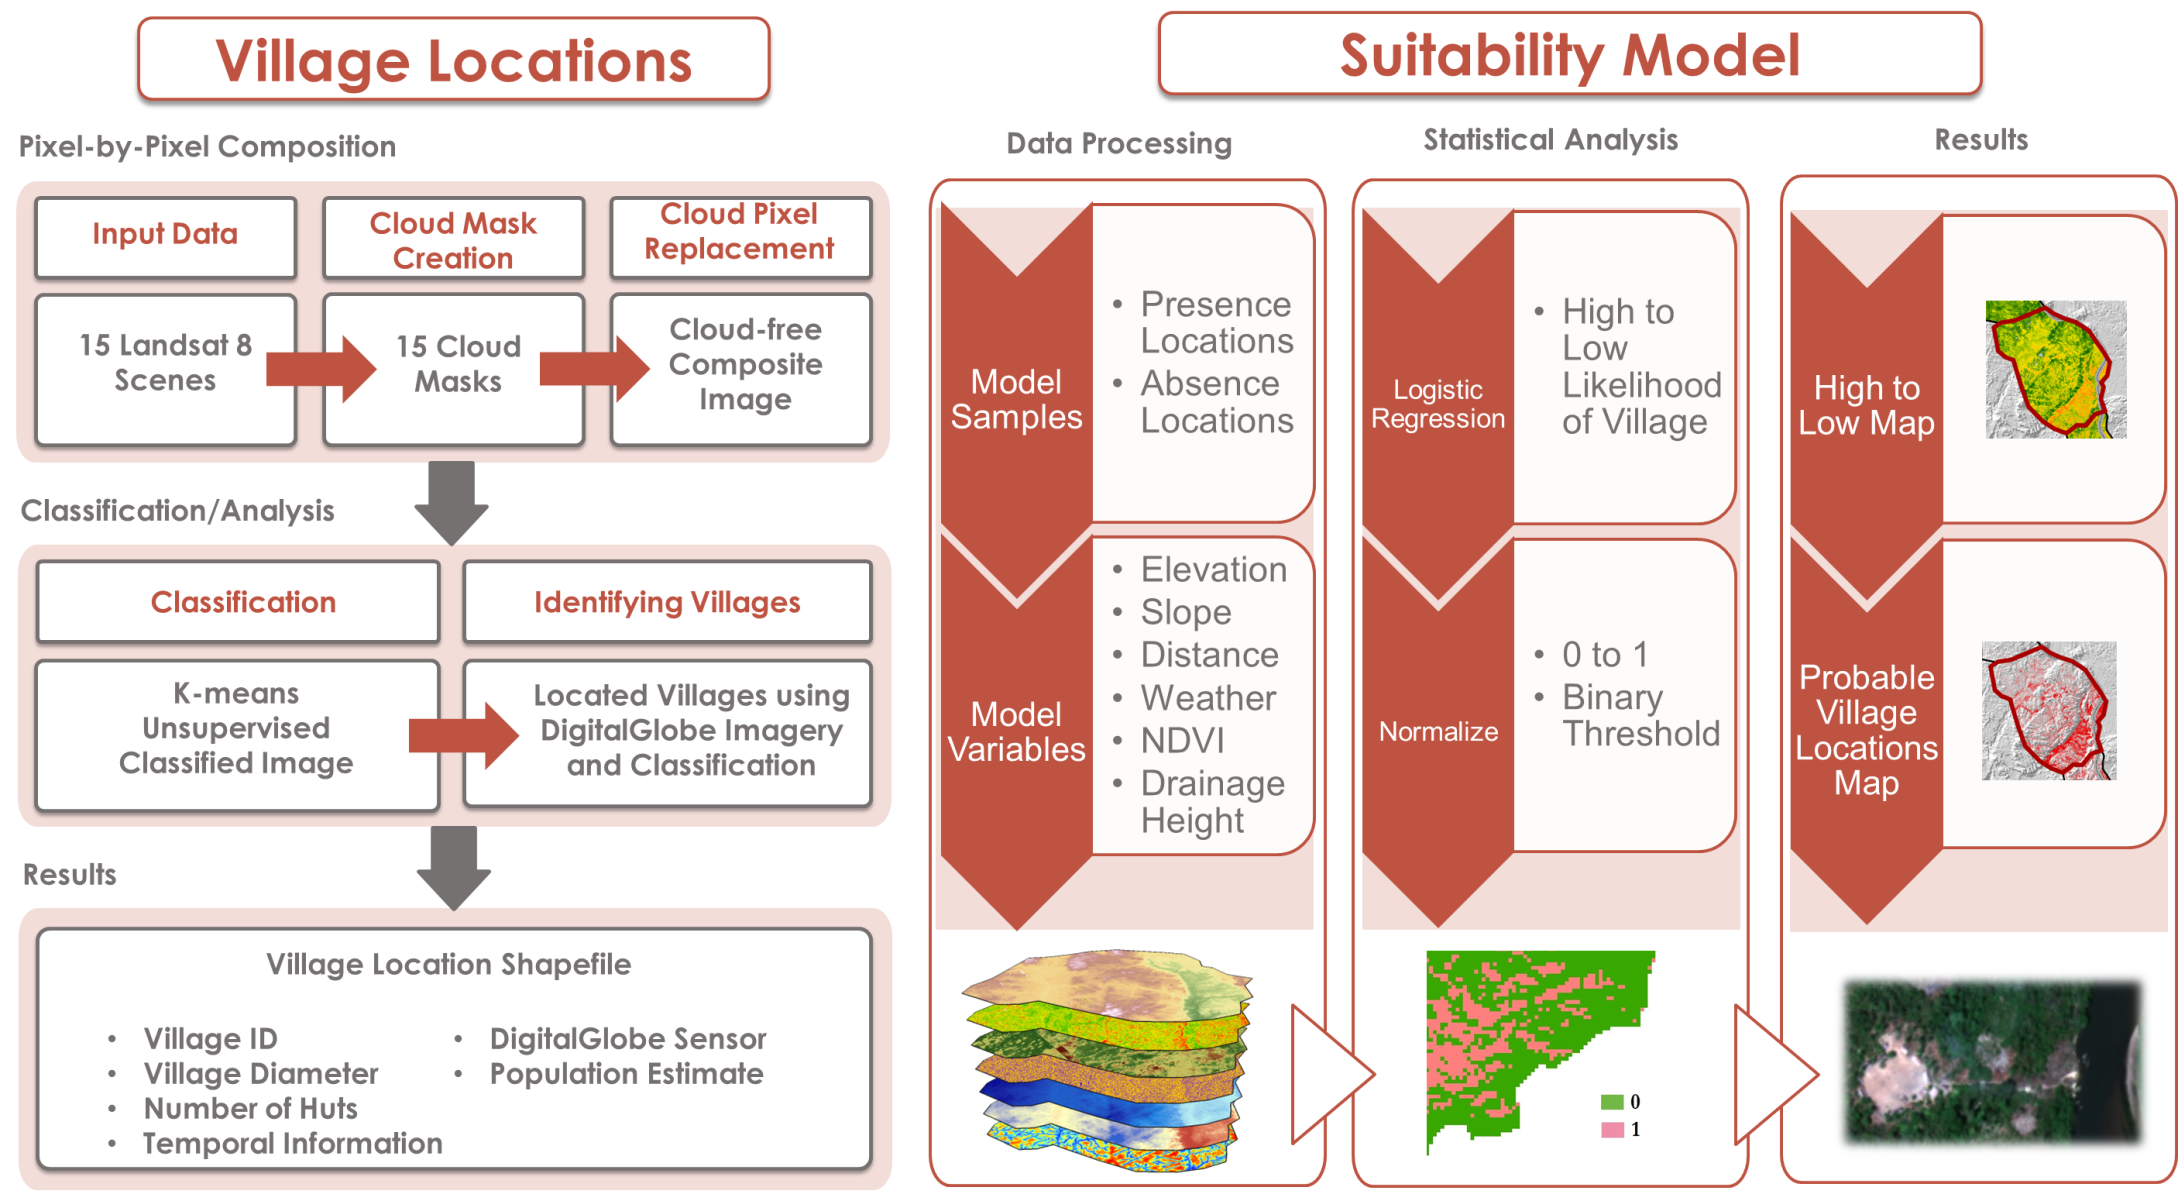 Village Locations
Pixel-by-Pixel Composition
Input Data
Cloud Mask
Creation
Cloud Pixel
Replacement
15 Landsat 8
Scenes
15 Cloud
Masks
Cloud-free
Composite
Image
Classification/Analysis
Classification
Identifying Villages
K-means
Unsupervised
Classified Image
Located Villages using
DigitalGlobe Imagery
and Classification
Results
Village Location Shapefile
• Village ID
• Village Diameter
• Number of Huts
• Temporal Information
• DigitalGlobe Sensor
• Population Estimate
Suitability Model
Data Processing
Model
Samples
• Presence
Locations
• Absence
Locations
Model
Variables
• Elevation
• Slope
• Distance
• Weather
• NDVI
• Drainage
Height
Statistical Analysis
Logistic
Regression
• High to
Low
Likelihood
of Village
Normalize
• 0 to 1
• Binary
Threshold
0
1
Results
High to
Low Map
Probable
Village
Locations
Map